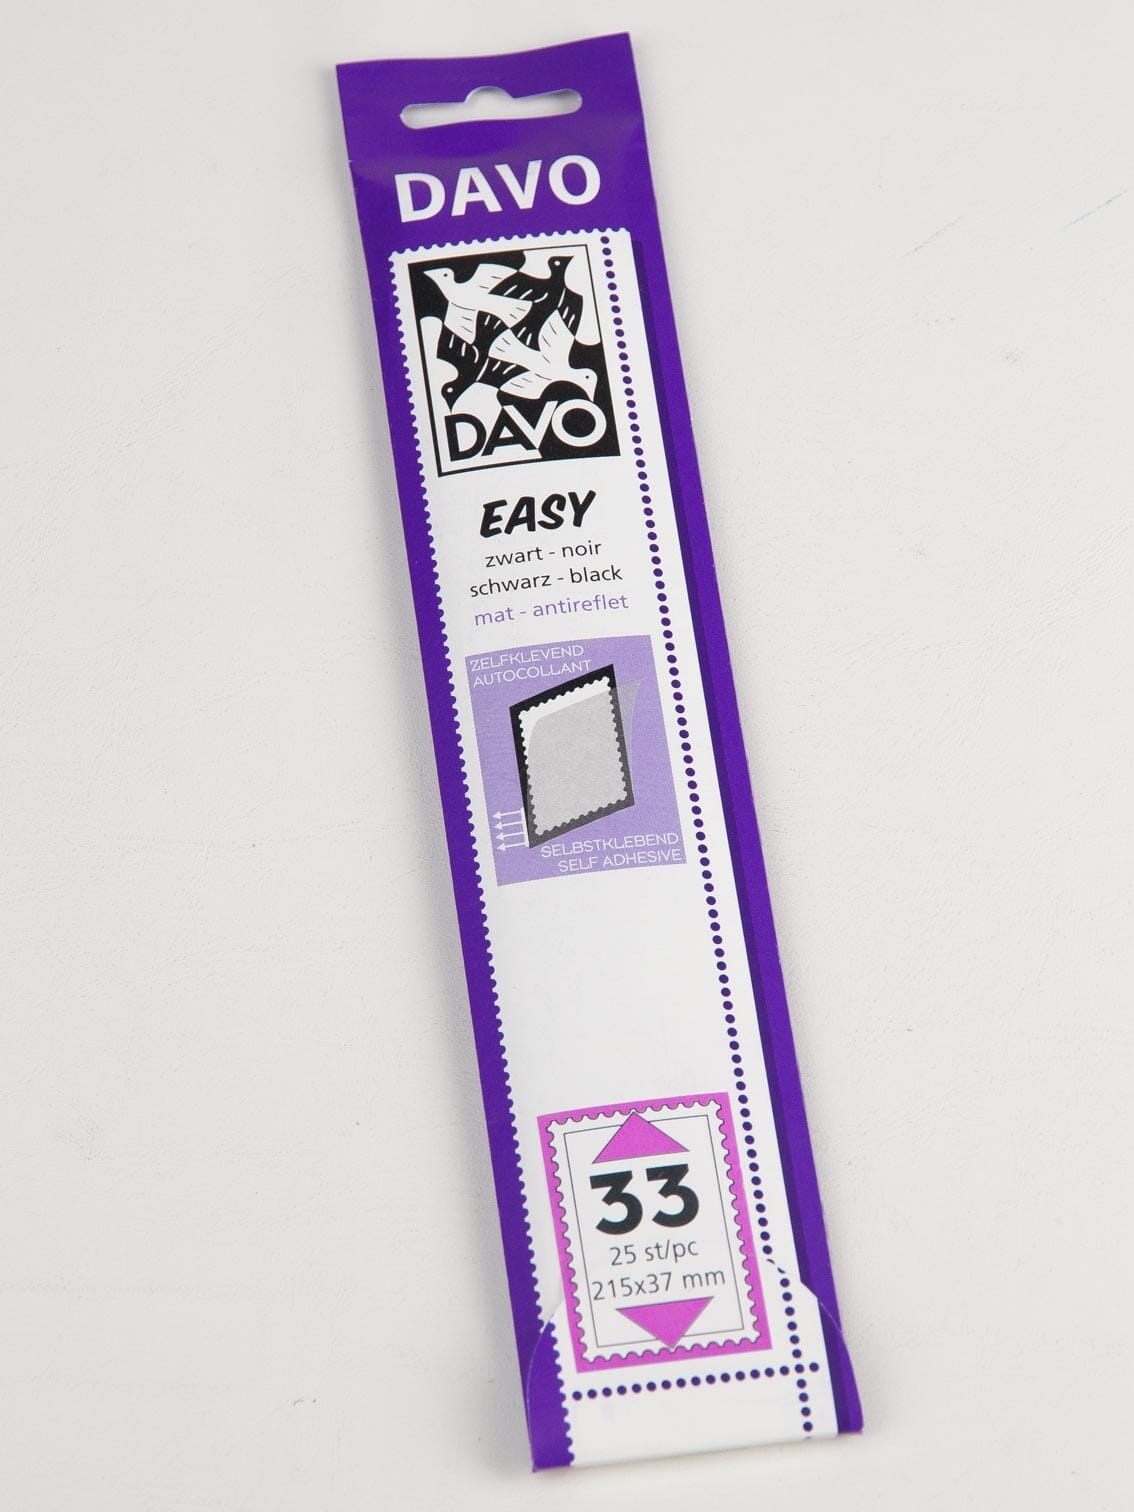 DAVO
DAVO
EASY
zwart - noir
schwarz - black
mat - antireflet
ZELFKLEVEND
AUTOCOLLANT
SELBSTKLEBEND
SELF ADHESIVE
33
25 st/pc
215x37 mm